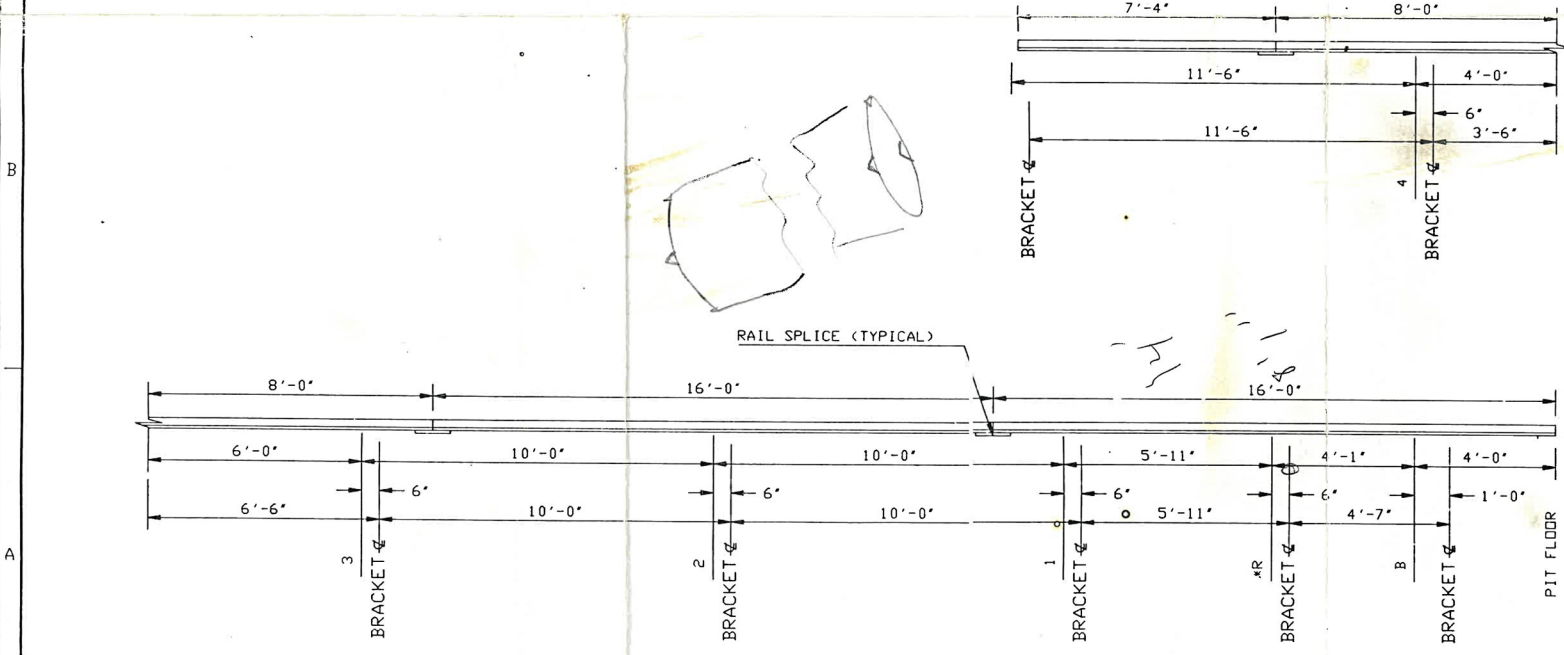 7'-4" 8'-0"
11'-6" 4'-0"
6"
11'-6" 3'-6"
B
4
BRACKET ℄ BRACKET ℄
RAIL SPLICE (TYPICAL)
8'-0" 16'-0" 16'-0"
6'-0" 10'-0" 10'-0" 5'-11" 4'-1" 4'-0"
6" 6" 6" 6" 1'-0"
6'-6" 10'-0" 10'-0" 5'-11" 4'-7"
A
3 2 1 *R B
BRACKET ℄ BRACKET ℄ BRACKET ℄ BRACKET ℄ BRACKET ℄ PIT FLOOR